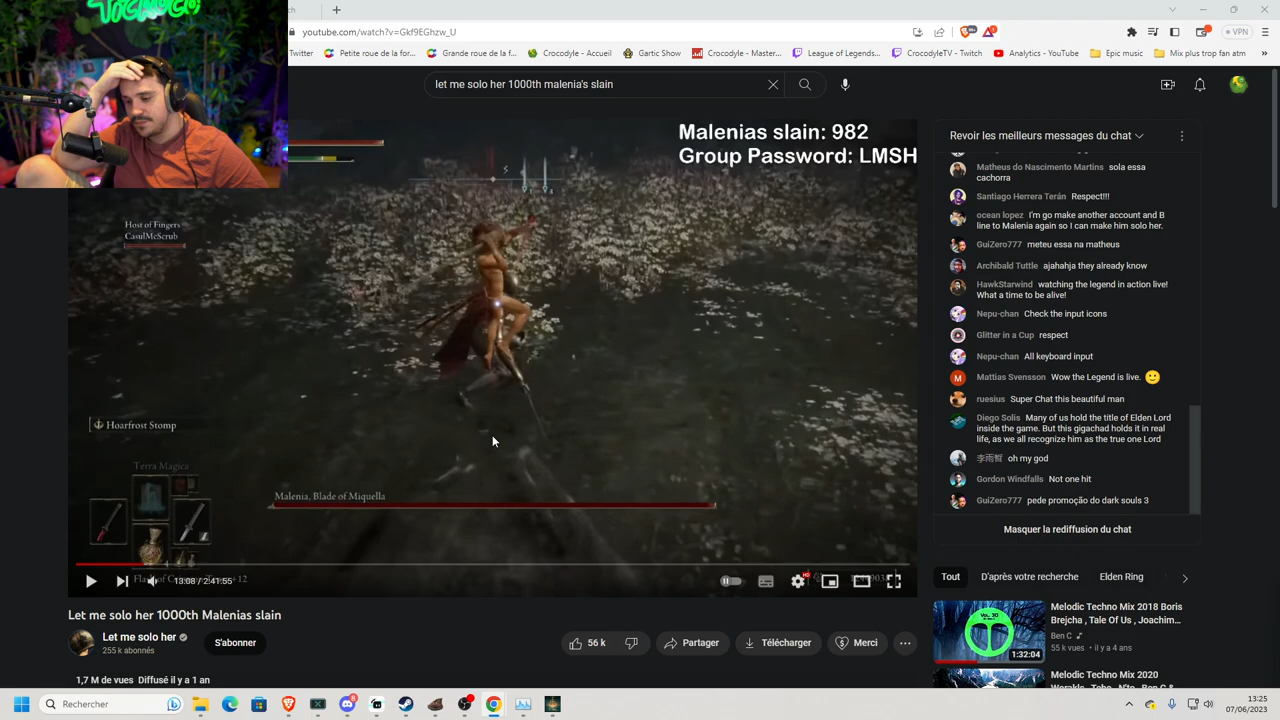 youtube.com/watch?v=Gkf9EGhzw_U
VPN
Twitter
Petite roue de la fo...
Grande roue de la f...
Crocodyle - Accueil
Gartic Show
Crocodyle - Master...
League of Legends...
CrocodyleTV - Twitch
Analytics - YouTube
Epic music
Mix plus trop fan atm
let me solo her 1000th malenia's slain
Malenias slain: 982
Group Password: LMSH
Host of Fingers
CasulMcScrub
Hoarfrost Stomp
Terra Magica
Malenia, Blade of Miquella
13:08 / 2:41:55
+12
Let me solo her 1000th Malenias slain
Let me solo her
255 k abonnés
S'abonner
56 k
Partager
Télécharger
Merci
1,7 M de vues Diffusé il y a 1 an
Revoir les meilleurs messages du chat
Matheus do Nascimento Martins sola essa
cachorra
Santiago Herrera Terán Respect!!!
ocean lopez I'm go make another account and B
line to Malenia again so I can make him solo her.
GuiZero777 meteu essa na matheus
Archibald Tuttle ajahahja they already know
HawkStarwind watching the legend in action live!
What a time to be alive!
Nepu-chan Check the input icons
Glitter in a Cup respect
Nepu-chan All keyboard input
M
Mattias Svensson Wow the Legend is live.
ruesius Super Chat this beautiful man
Diego Solis Many of us hold the title of Elden Lord
inside the game. But this gigachad holds it in real
life, as we all recognize him as the true one Lord
李雨晢 oh my god
Gordon Windfalls Not one hit
GuiZero777 pede promoção do dark souls 3
Masquer la rediffusion du chat
Tout
D'après votre recherche
Elden Ring
Melodic Techno Mix 2018 Boris
Brejcha , Tale Of Us , Joachim...
Ben C
55 k vues • il y a 4 ans
1:32:04
Melodic Techno Mix 2020
Rechercher
13:25
07/06/2023